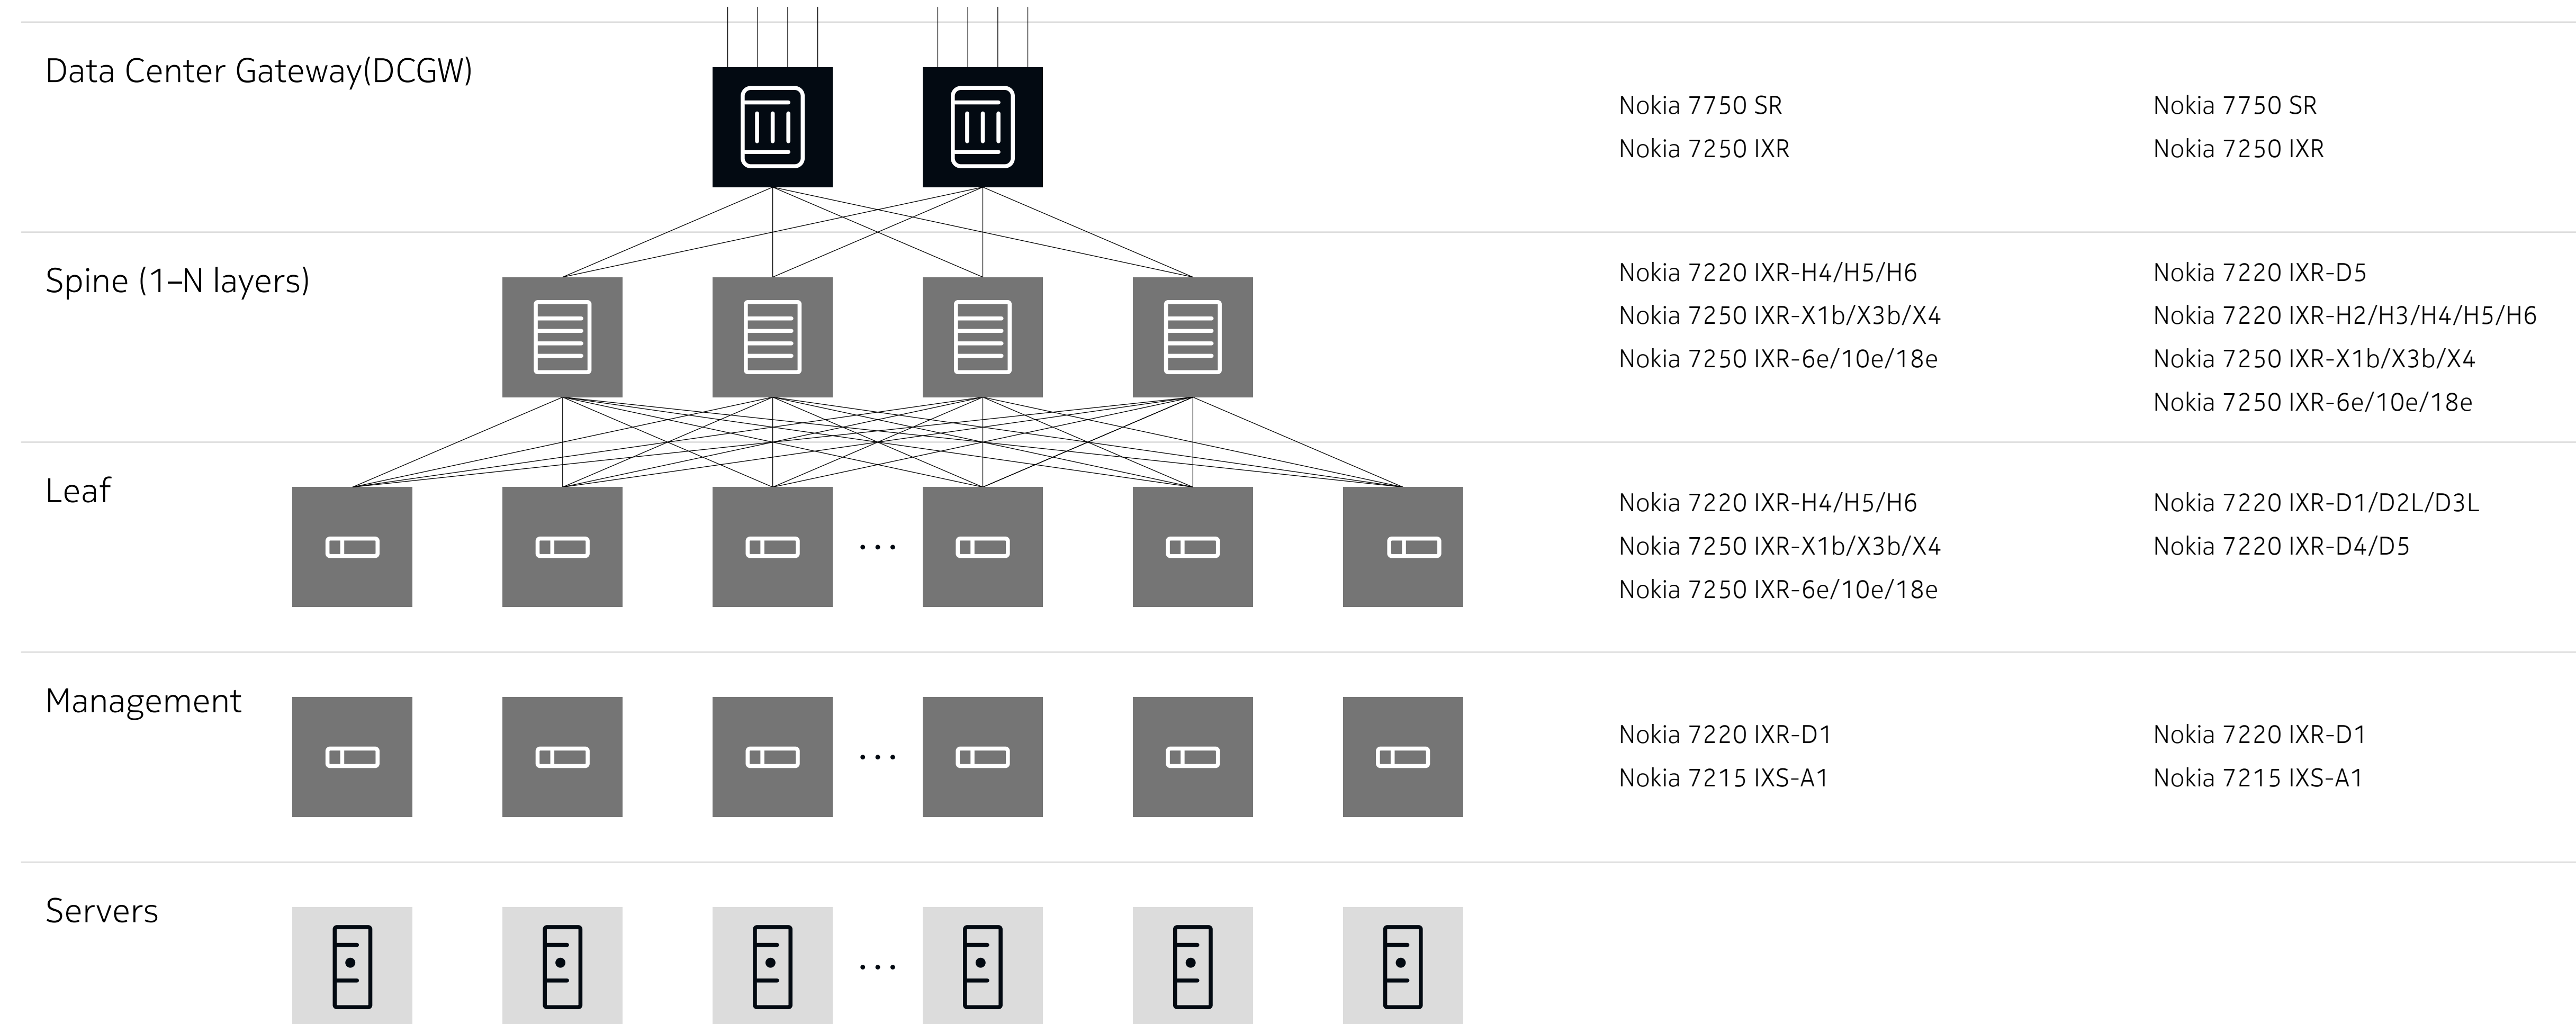 Data Center Gateway(DCGW)
Nokia 7750 SR
Nokia 7250 IXR
Nokia 7750 SR
Nokia 7250 IXR
Spine (1–N layers)
Nokia 7220 IXR-H4/H5/H6
Nokia 7250 IXR-X1b/X3b/X4
Nokia 7250 IXR-6e/10e/18e
Nokia 7220 IXR-D5
Nokia 7220 IXR-H2/H3/H4/H5/H6
Nokia 7250 IXR-X1b/X3b/X4
Nokia 7250 IXR-6e/10e/18e
Leaf
...
Nokia 7220 IXR-H4/H5/H6
Nokia 7250 IXR-X1b/X3b/X4
Nokia 7250 IXR-6e/10e/18e
Nokia 7220 IXR-D1/D2L/D3L
Nokia 7220 IXR-D4/D5
Management
...
Nokia 7220 IXR-D1
Nokia 7215 IXS-A1
Nokia 7220 IXR-D1
Nokia 7215 IXS-A1
Servers
...